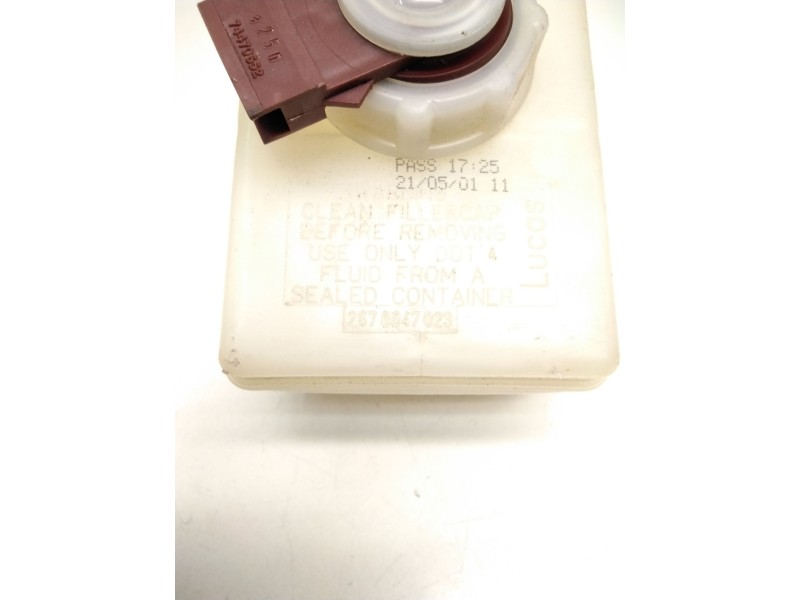 74470592
PASS 17:25
21/05/01 11
CLEAN FILLERCAP
BEFORE REMOVING
USE ONLY DOT 4
FLUID FROM A
SEALED CONTAINER
Lucas